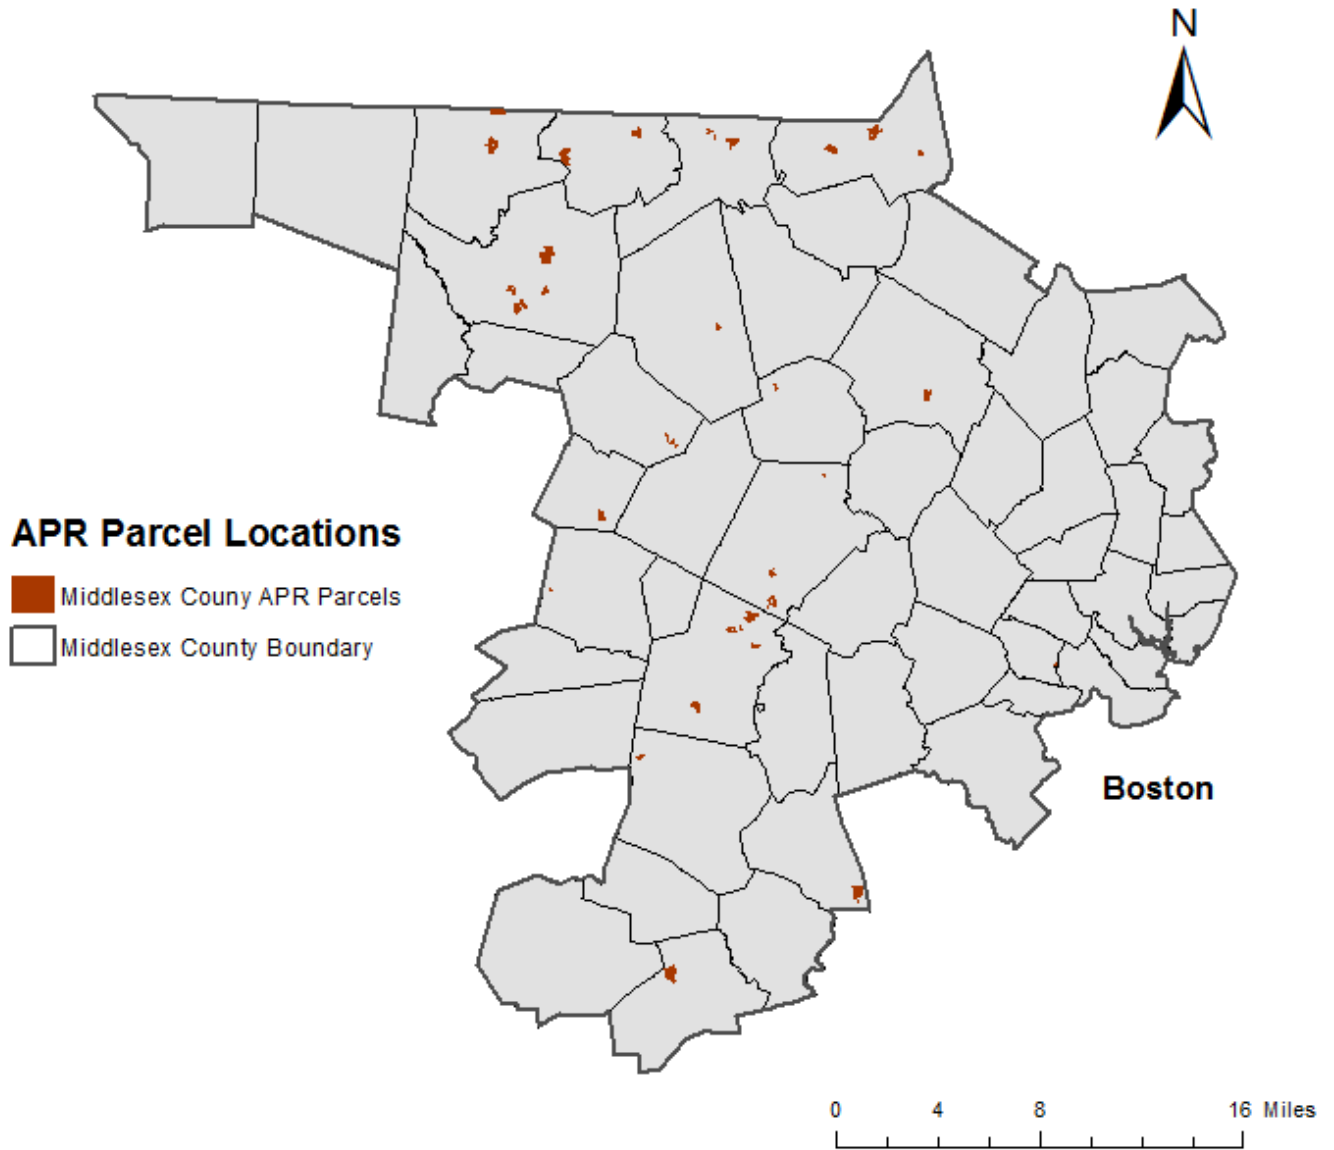 N
APR Parcel Locations
Middlesex Couny APR Parcels
Middlesex County Boundary
Boston
0 4 8 16 Miles